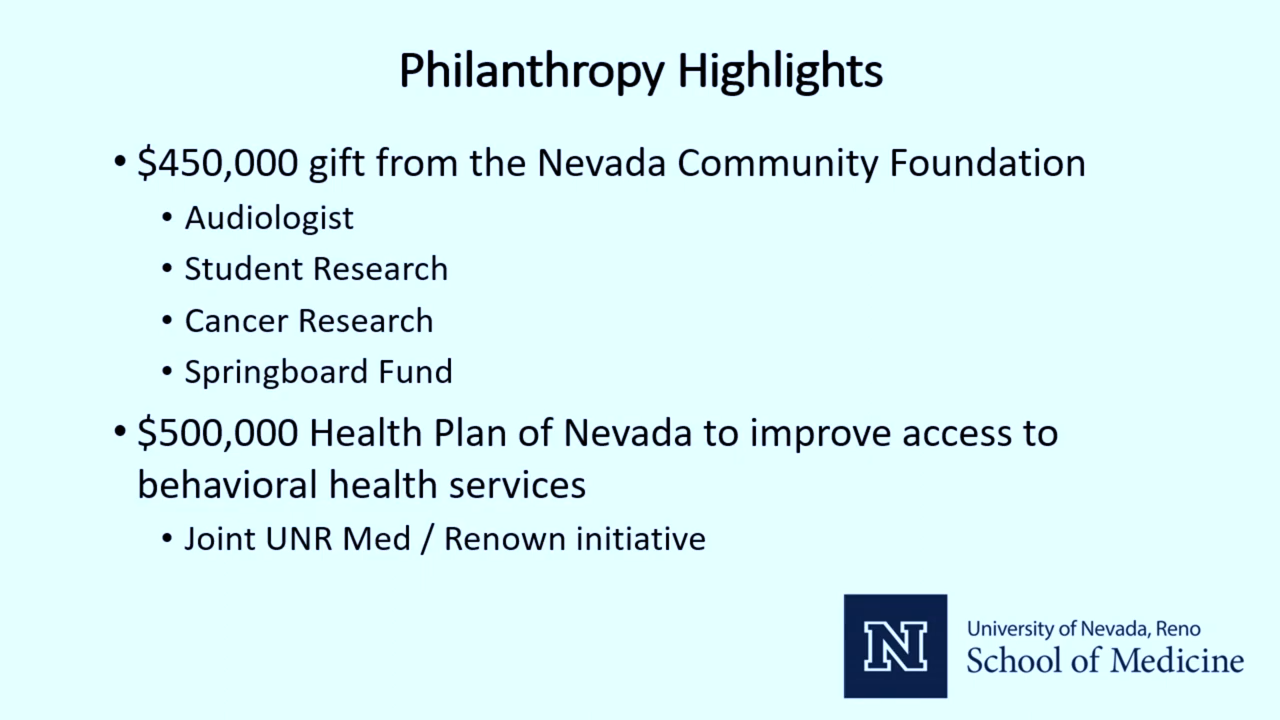 Philanthropy Highlights
• $450,000 gift from the Nevada Community Foundation
• Audiologist
• Student Research
• Cancer Research
• Springboard Fund
• $500,000 Health Plan of Nevada to improve access to
behavioral health services
• Joint UNR Med / Renown initiative
N
University of Nevada, Reno
School of Medicine